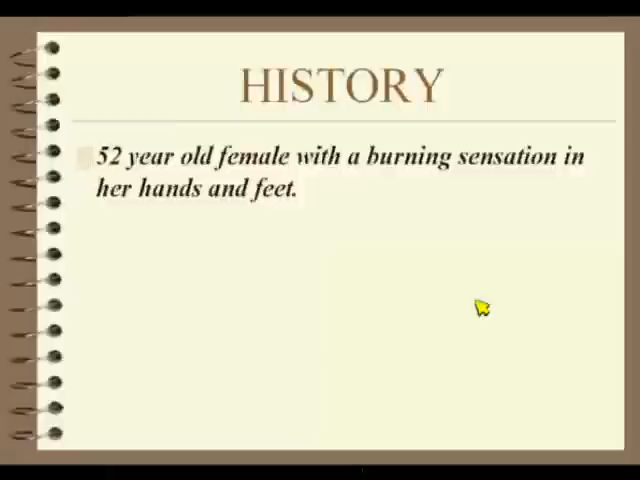 HISTORY
52 year old female with a burning sensation in
her hands and feet.